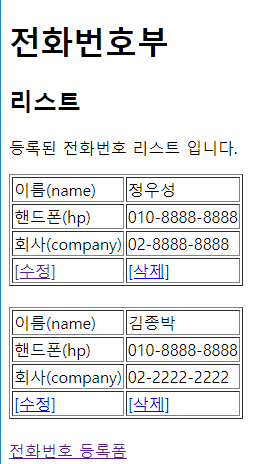 전화번호부
리스트
등록된 전화번호 리스트 입니다.
이름(name) 정우성
핸드폰(hp) 010-8888-8888
회사(company) 02-8888-8888
[수정] [삭제]
이름(name) 김종박
핸드폰(hp) 010-8888-8888
회사(company) 02-2222-2222
[수정] [삭제]
전화번호 등록폼